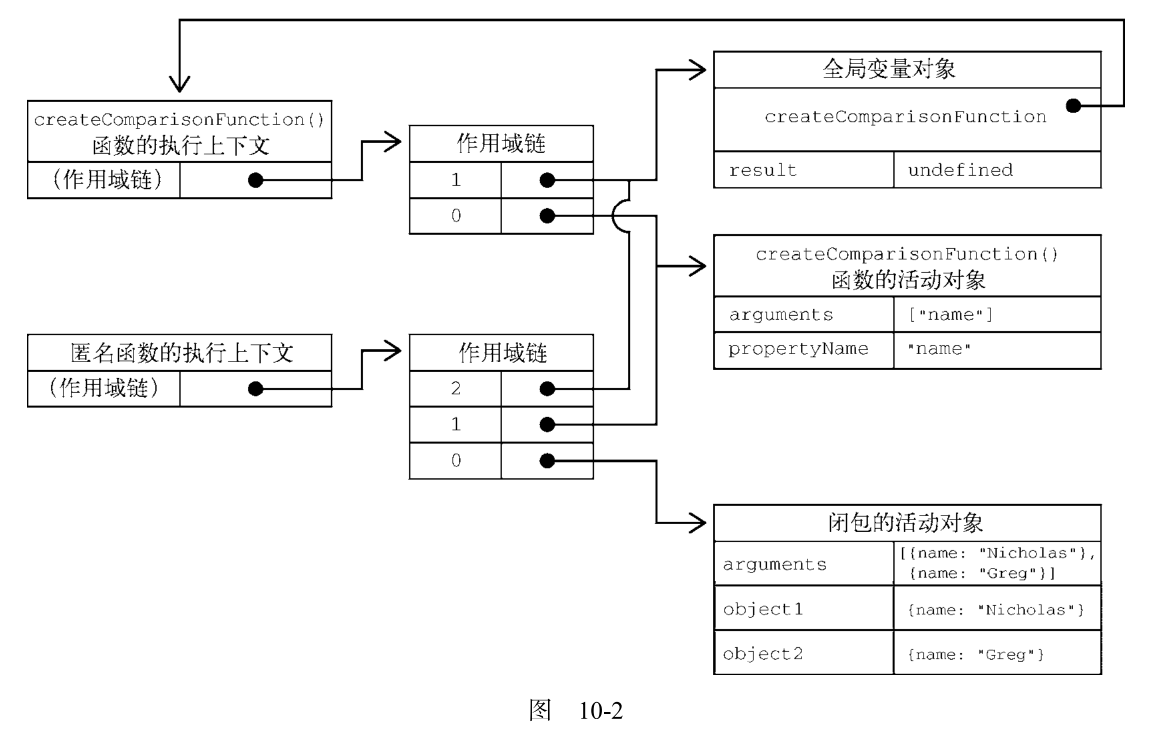 createComparisonFunction()
函数的执行上下文
(作用域链)
作用域链
1
0
全局变量对象
createComparisonFunction
result undefined
createComparisonFunction()
函数的活动对象
arguments ["name"]
propertyName "name"
匿名函数的执行上下文
(作用域链)
作用域链
2
1
0
闭包的活动对象
arguments [{name: "Nicholas"},
{name: "Greg"}]
object1 {name: "Nicholas"}
object2 {name: "Greg"}
图 10-2